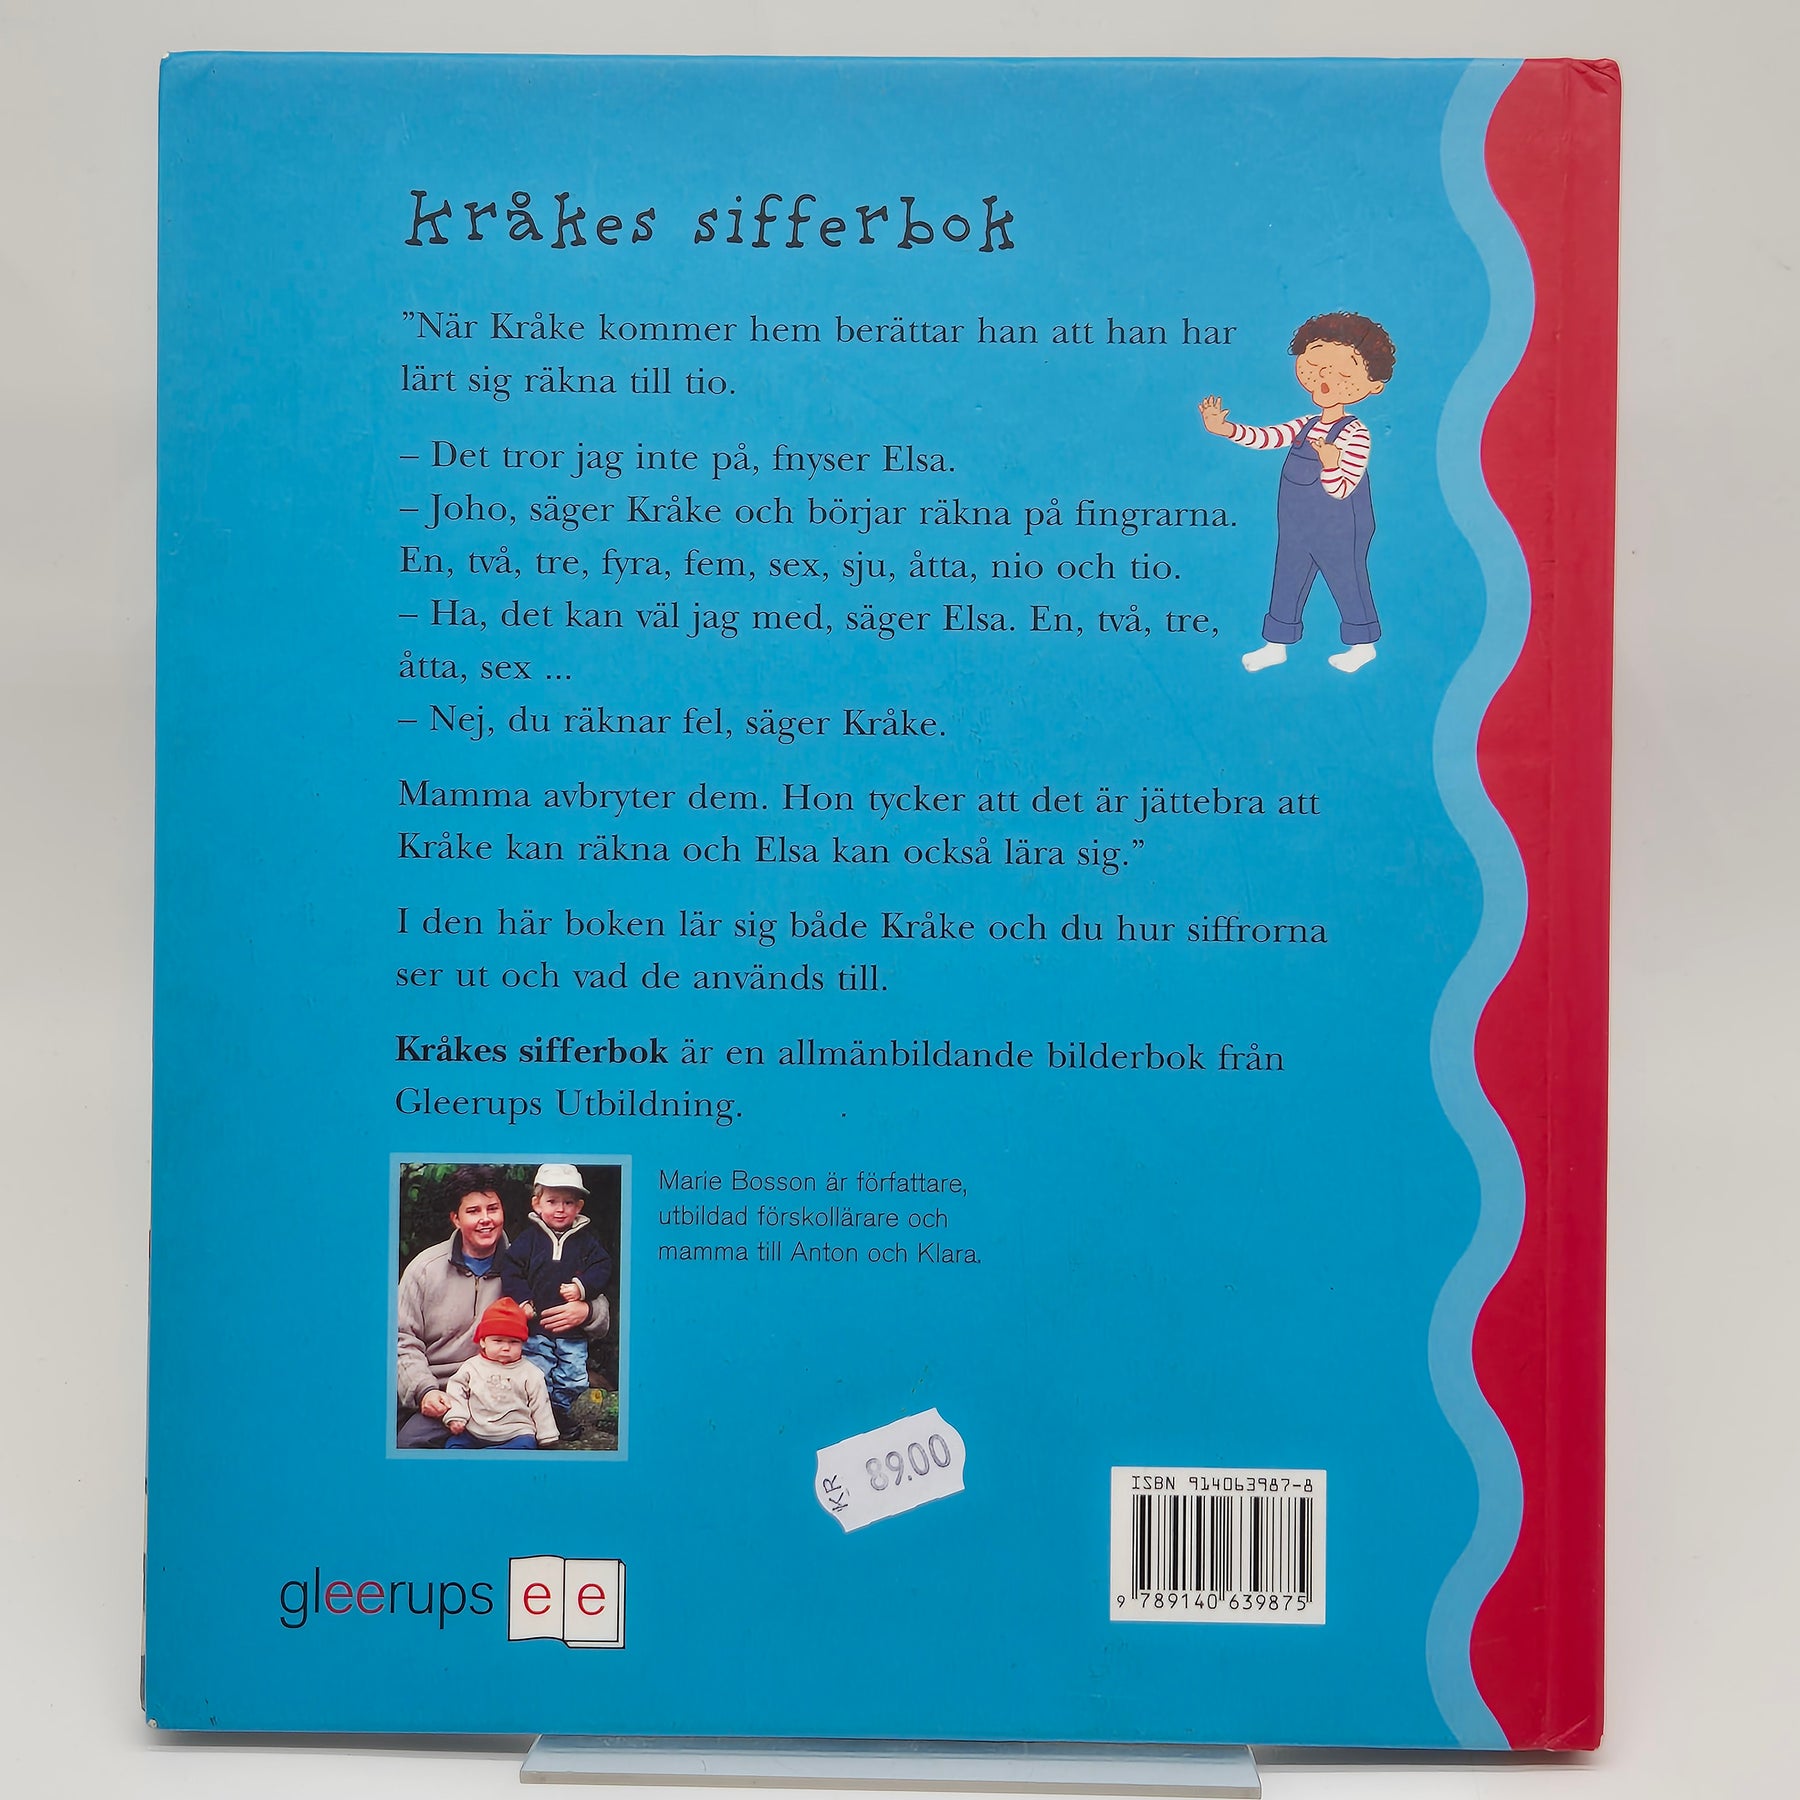 kråkes sifferbok
”När Kråke kommer hem berättar han att han har
lärt sig räkna till tio.
– Det tror jag inte på, fnyser Elsa.
– Joho, säger Kråke och börjar räkna på fingrarna.
En, två, tre, fyra, fem, sex, sju, åtta, nio och tio.
– Ha, det kan väl jag med, säger Elsa. En, två, tre,
åtta, sex ...
– Nej, du räknar fel, säger Kråke.
Mamma avbryter dem. Hon tycker att det är jättebra att
Kråke kan räkna och Elsa kan också lära sig.”
I den här boken lär sig både Kråke och du hur siffrorna
ser ut och vad de används till.
Kråkes sifferbok är en allmänbildande bilderbok från
Gleerups Utbildning.
Marie Bosson är författare,
utbildad förskollärare och
mamma till Anton och Klara.
KR 89.00
ISBN 914063987-8
9 789140 639875
gleerups e e